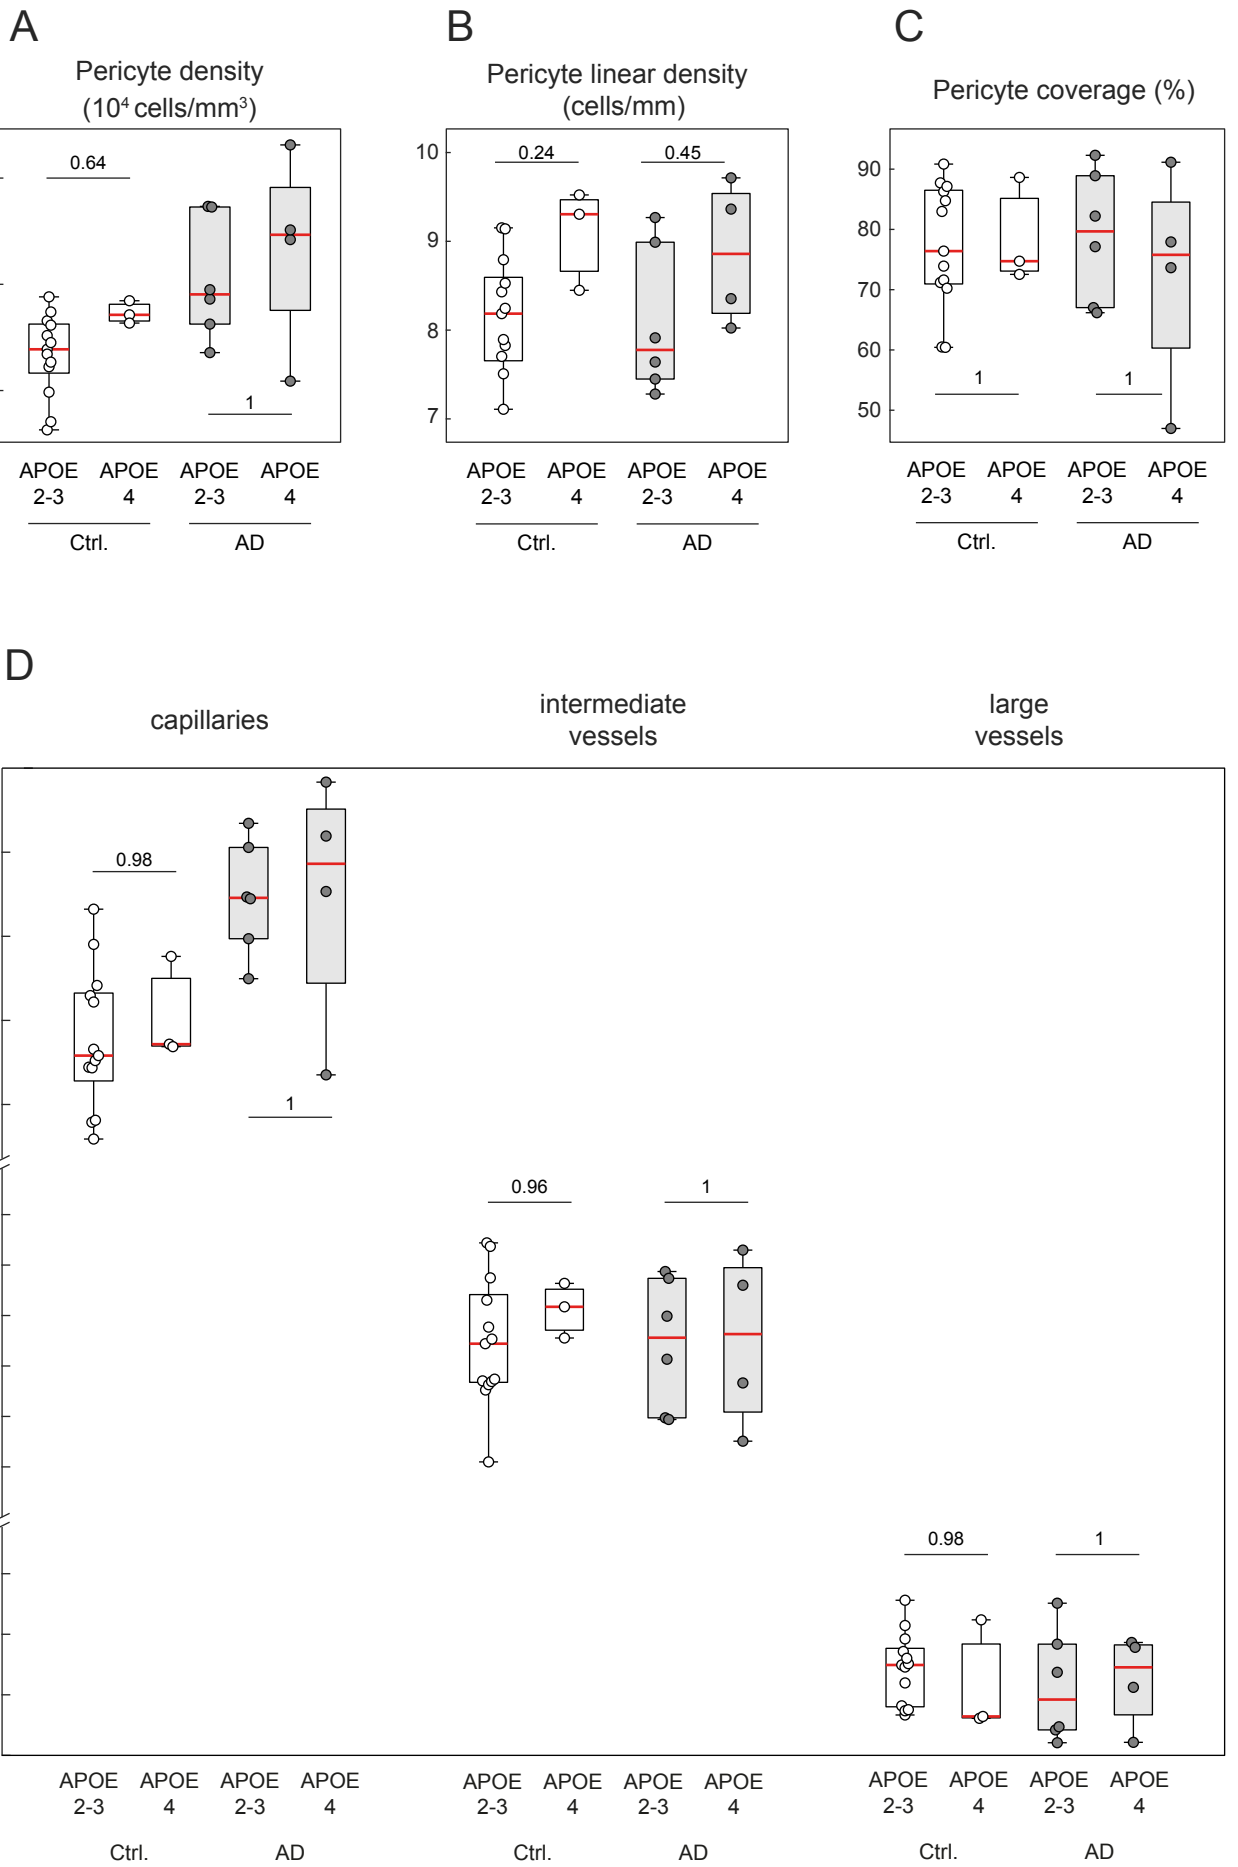 A
B
C
Pericyte density
(10⁴ cells/mm³)
Pericyte linear density
(cells/mm)
Pericyte coverage (%)
0.64
1
10
9
8
7
0.24
0.45
90
80
70
60
50
1
1
APOE APOE APOE APOE
2-3 4 2-3 4
Ctrl. AD
APOE APOE APOE APOE
2-3 4 2-3 4
Ctrl. AD
APOE APOE APOE APOE
2-3 4 2-3 4
Ctrl. AD
D
capillaries
intermediate
vessels
large
vessels
0.98
1
0.96
1
0.98
1
APOE APOE APOE APOE
2-3 4 2-3 4
Ctrl. AD
APOE APOE APOE APOE
2-3 4 2-3 4
Ctrl. AD
APOE APOE APOE APOE
2-3 4 2-3 4
Ctrl. AD